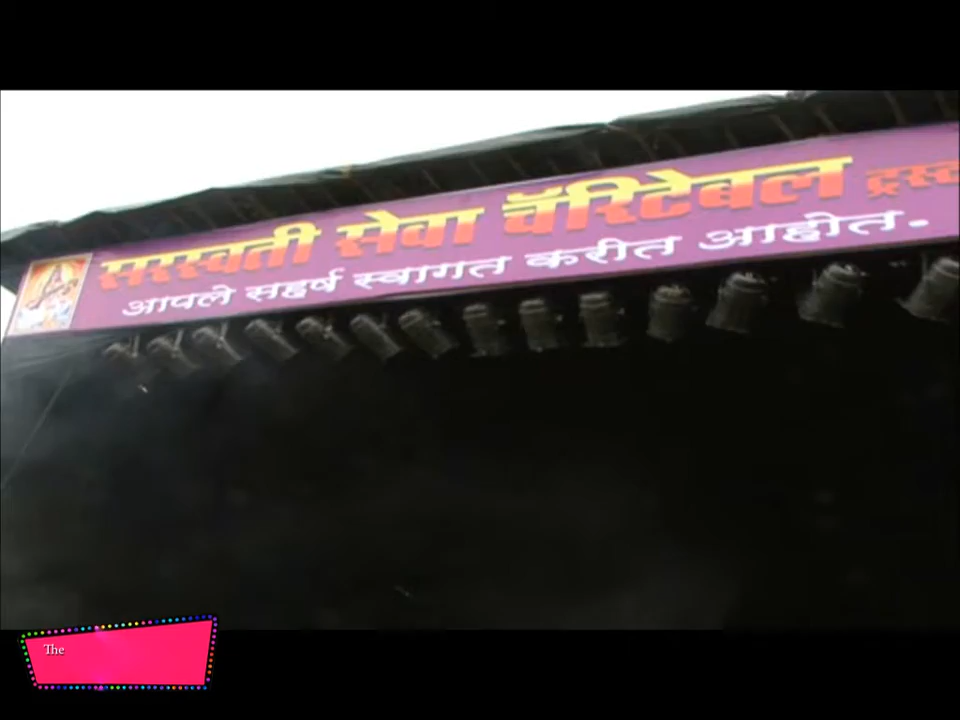 सरस्वती सेवा चॅरिटेबल ट्रस्ट
आपले सहर्ष स्वागत करीत आहोत.
The